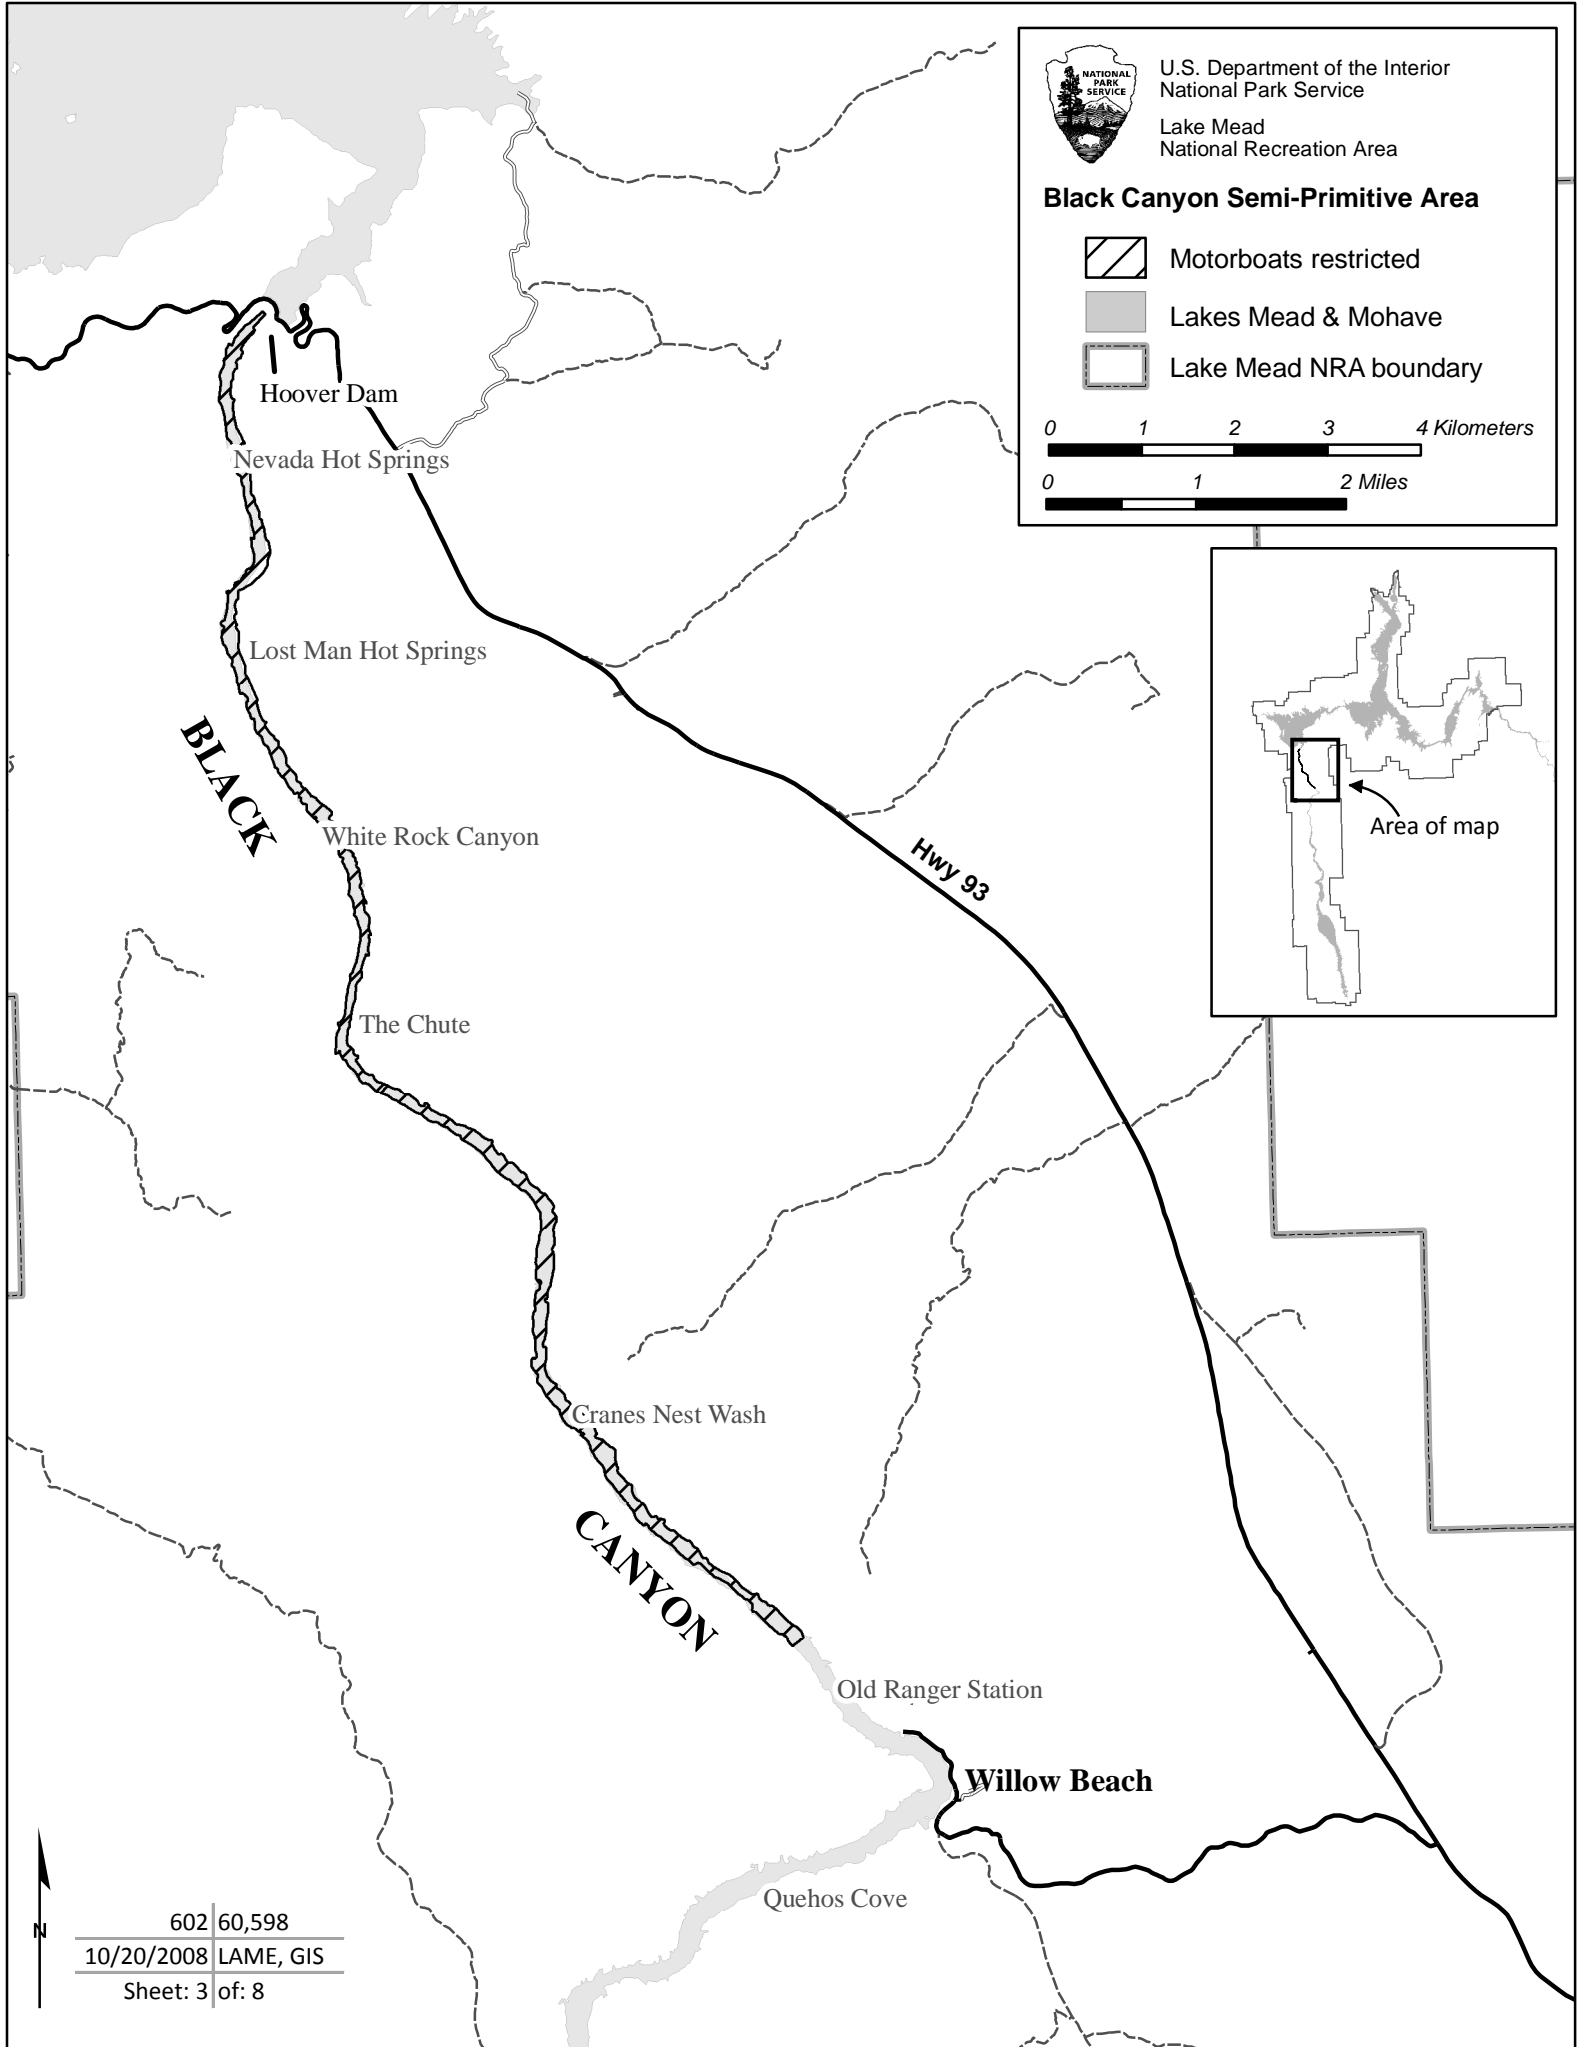 NATIONAL
PARK
SERVICE
U.S. Department of the Interior
National Park Service
Lake Mead
National Recreation Area
Black Canyon Semi-Primitive Area
Motorboats restricted
Lakes Mead & Mohave
Lake Mead NRA boundary
0 1 2 3 4 Kilometers
0 1 2 Miles
Hoover Dam
Nevada Hot Springs
Lost Man Hot Springs
BLACK
White Rock Canyon
Hwy 93
Area of map
The Chute
Cranes Nest Wash
CANYON
Old Ranger Station
Willow Beach
Quehos Cove
N
602 60,598
10/20/2008 LAME, GIS
Sheet: 3 of: 8